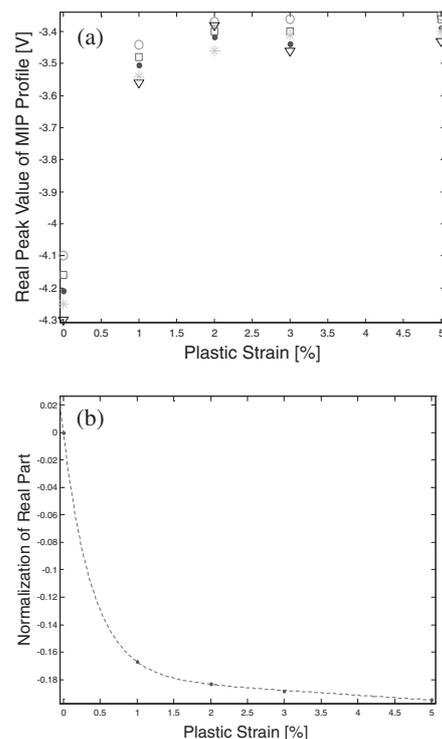 (a)
Real Peak Value of MIP Profile [V]
-3.4
-3.5
-3.6
-3.7
-3.8
-3.9
-4
-4.1
-4.2
-4.3
0 0.5 1 1.5 2 2.5 3 3.5 4 4.5 5
Plastic Strain [%]
(b)
Normalization of Real Part
0.02
0
-0.02
-0.04
-0.06
-0.08
-0.1
-0.12
-0.14
-0.16
-0.18
0 0.5 1 1.5 2 2.5 3 3.5 4 4.5 5
Plastic Strain [%]